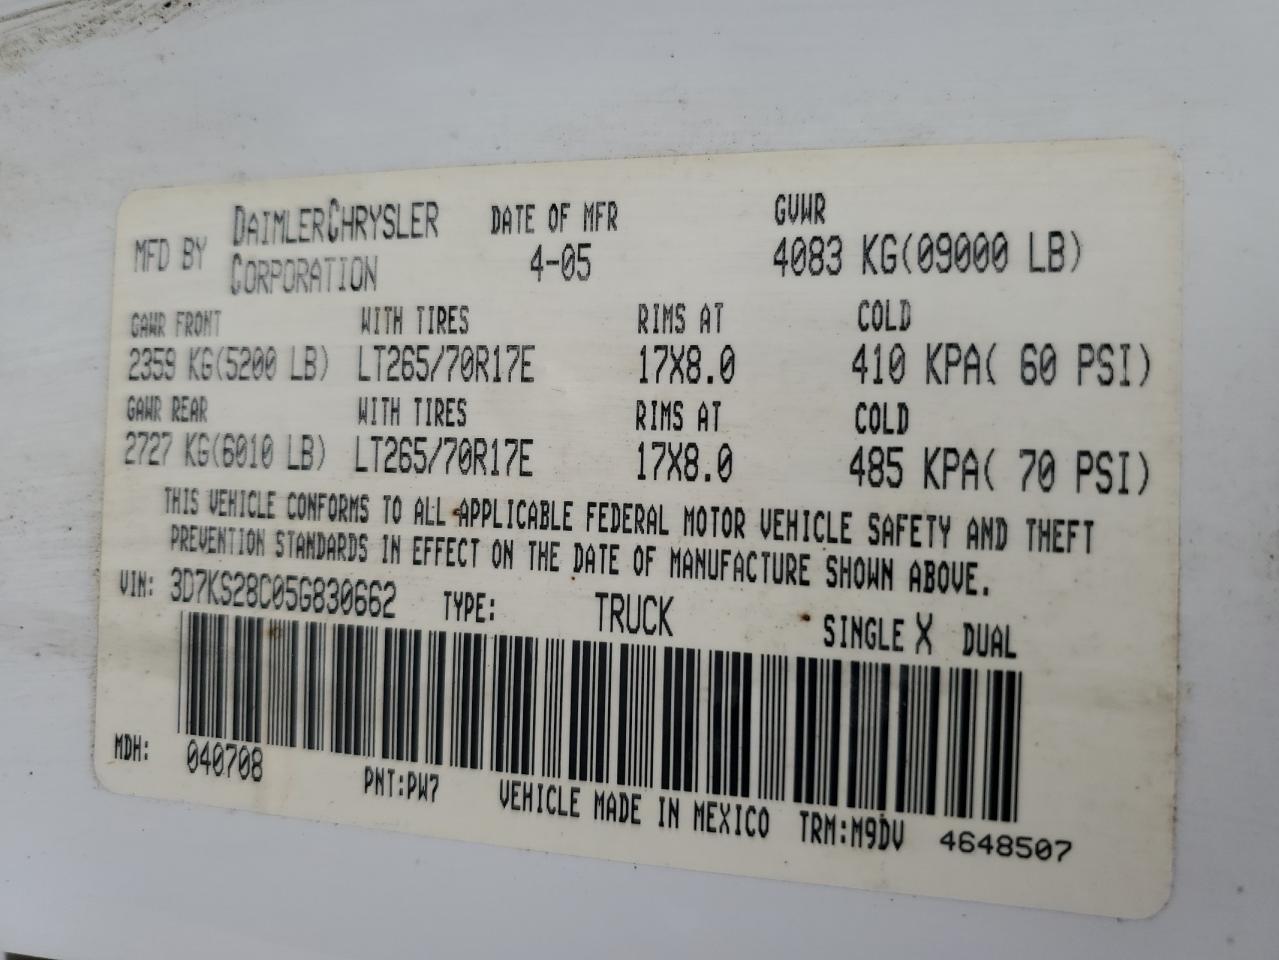 MFD BY DAIMLERCHRYSLER CORPORATION
DATE OF MFR
4-05
GVWR
4083 KG(09000 LB)
GAWR FRONT WITH TIRES RIMS AT COLD
2359 KG(5200 LB) LT265/70R17E 17X8.0 410 KPA( 60 PSI)
GAWR REAR WITH TIRES RIMS AT COLD
2727 KG(6010 LB) LT265/70R17E 17X8.0 485 KPA( 70 PSI)
THIS VEHICLE CONFORMS TO ALL APPLICABLE FEDERAL MOTOR VEHICLE SAFETY AND THEFT
PREVENTION STANDARDS IN EFFECT ON THE DATE OF MANUFACTURE SHOWN ABOVE.
VIN: 3D7KS28C05G830662 TYPE: TRUCK SINGLE X DUAL
MDH: 040708 PNT:PW7 VEHICLE MADE IN MEXICO TRM:M9DV 4648507